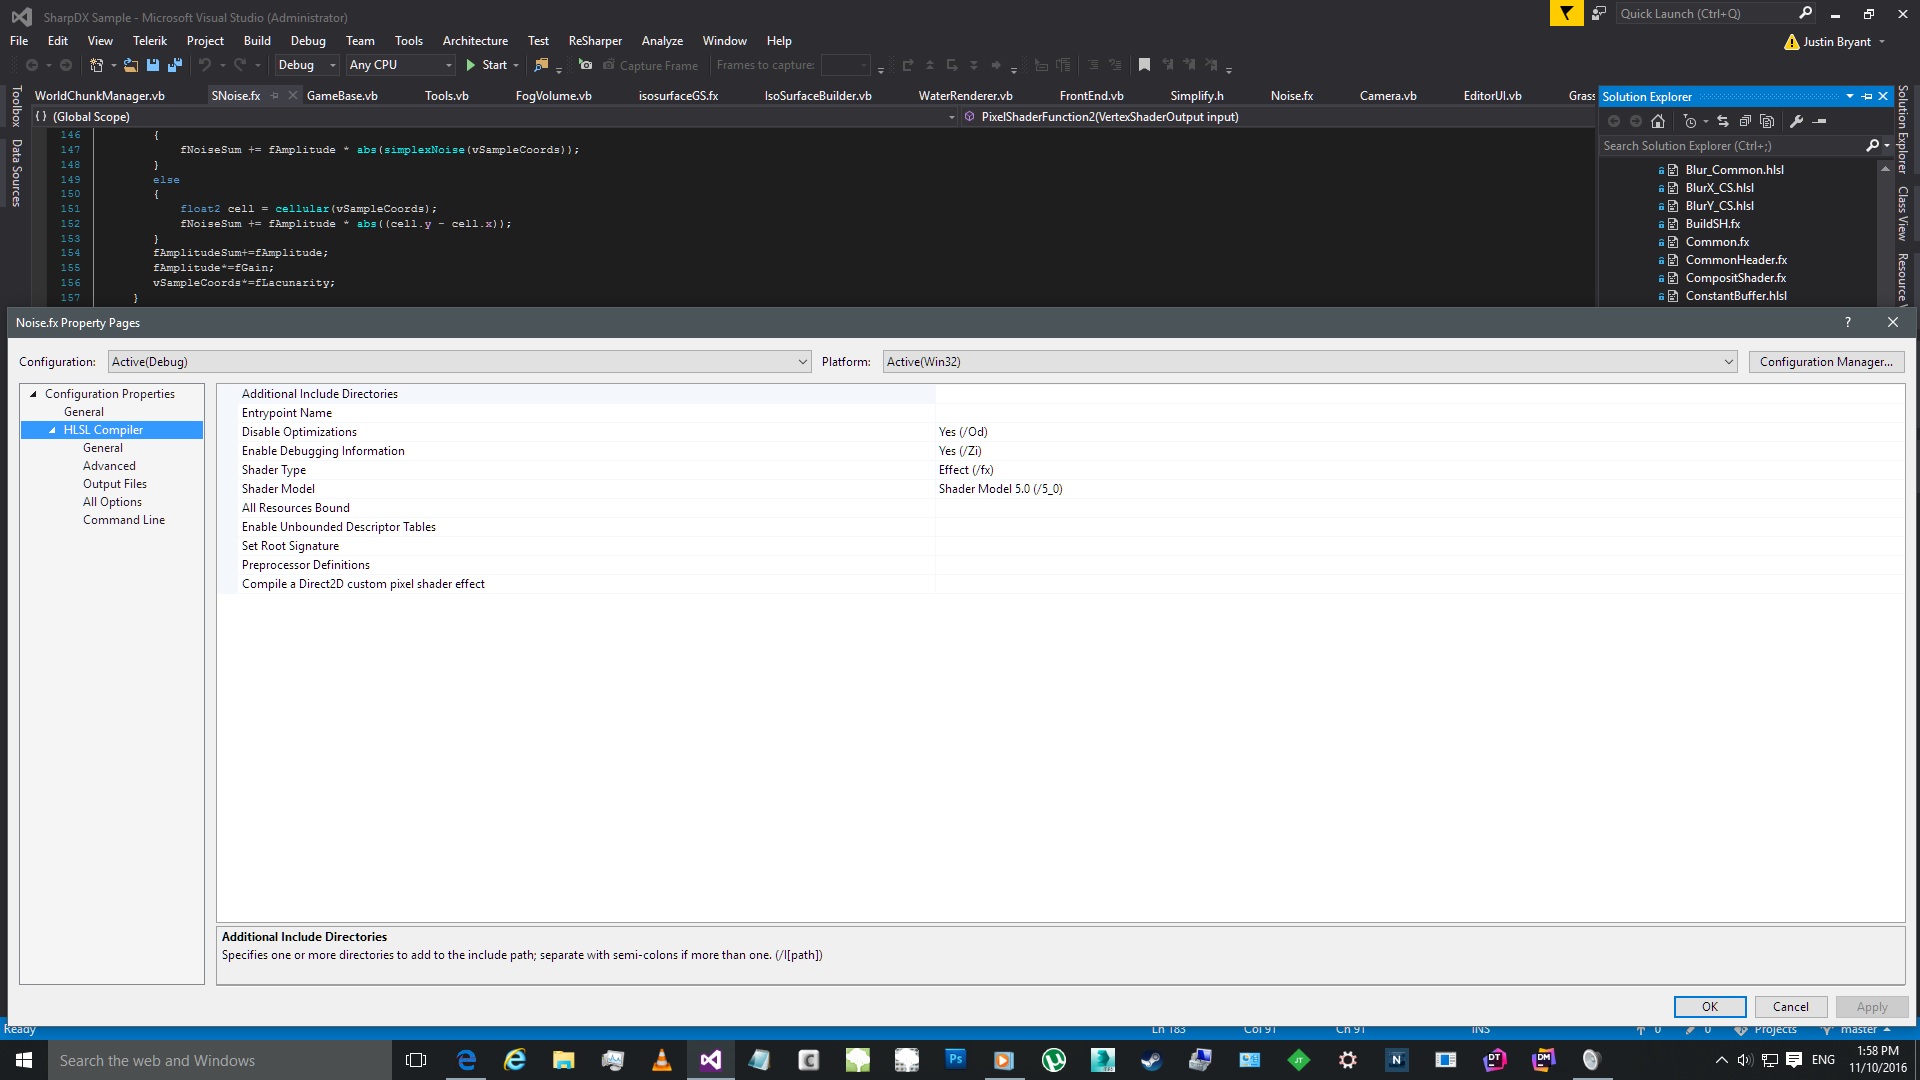 SharpDX Sample - Microsoft Visual Studio (Administrator)
Quick Launch (Ctrl+Q)
File Edit View Telerik Project Build Debug Team Tools Architecture Test ReSharper Analyze Window Help
Justin Bryant
Debug Any CPU Start Capture Frame Frames to capture:
Toolbox
Data Sources
WorldChunkManager.vb SNoise.fx GameBase.vb Tools.vb FogVolume.vb isosurfaceGS.fx IsoSurfaceBuilder.vb WaterRenderer.vb FrontEnd.vb Simplify.h Noise.fx Camera.vb EditorUI.vb Grass
{ } (Global Scope) PixelShaderFunction2(VertexShaderOutput input)
146 {
147 fNoiseSum += fAmplitude * abs(simplexNoise(vSampleCoords));
148 }
149 else
150 {
151 float2 cell = cellular(vSampleCoords);
152 fNoiseSum += fAmplitude * abs((cell.y - cell.x));
153 }
154 fAmplitudeSum+=fAmplitude;
155 fAmplitude*=fGain;
156 vSampleCoords*=fLacunarity;
157 }
Solution Explorer
Search Solution Explorer (Ctrl+;)
Blur_Common.hlsl
BlurX_CS.hlsl
BlurY_CS.hlsl
BuildSH.fx
Common.fx
CommonHeader.fx
CompositShader.fx
ConstantBuffer.hlsl
Solution Explorer
Class View
Resource
Noise.fx Property Pages
?
Configuration: Active(Debug) Platform: Active(Win32) Configuration Manager...
Configuration Properties
General
HLSL Compiler
General
Advanced
Output Files
All Options
Command Line
Additional Include Directories
Entrypoint Name
Disable Optimizations Yes (/Od)
Enable Debugging Information Yes (/Zi)
Shader Type Effect (/fx)
Shader Model Shader Model 5.0 (/5_0)
All Resources Bound
Enable Unbounded Descriptor Tables
Set Root Signature
Preprocessor Definitions
Compile a Direct2D custom pixel shader effect
Additional Include Directories
Specifies one or more directories to add to the include path; separate with semi-colons if more than one. (/I[path])
OK Cancel Apply
Ready Ln 183 Col 91 Ch 91 INS 0 0 Projects master
Search the web and Windows
Ps
JT
N
DT
DM
ENG
1:58 PM
11/10/2016